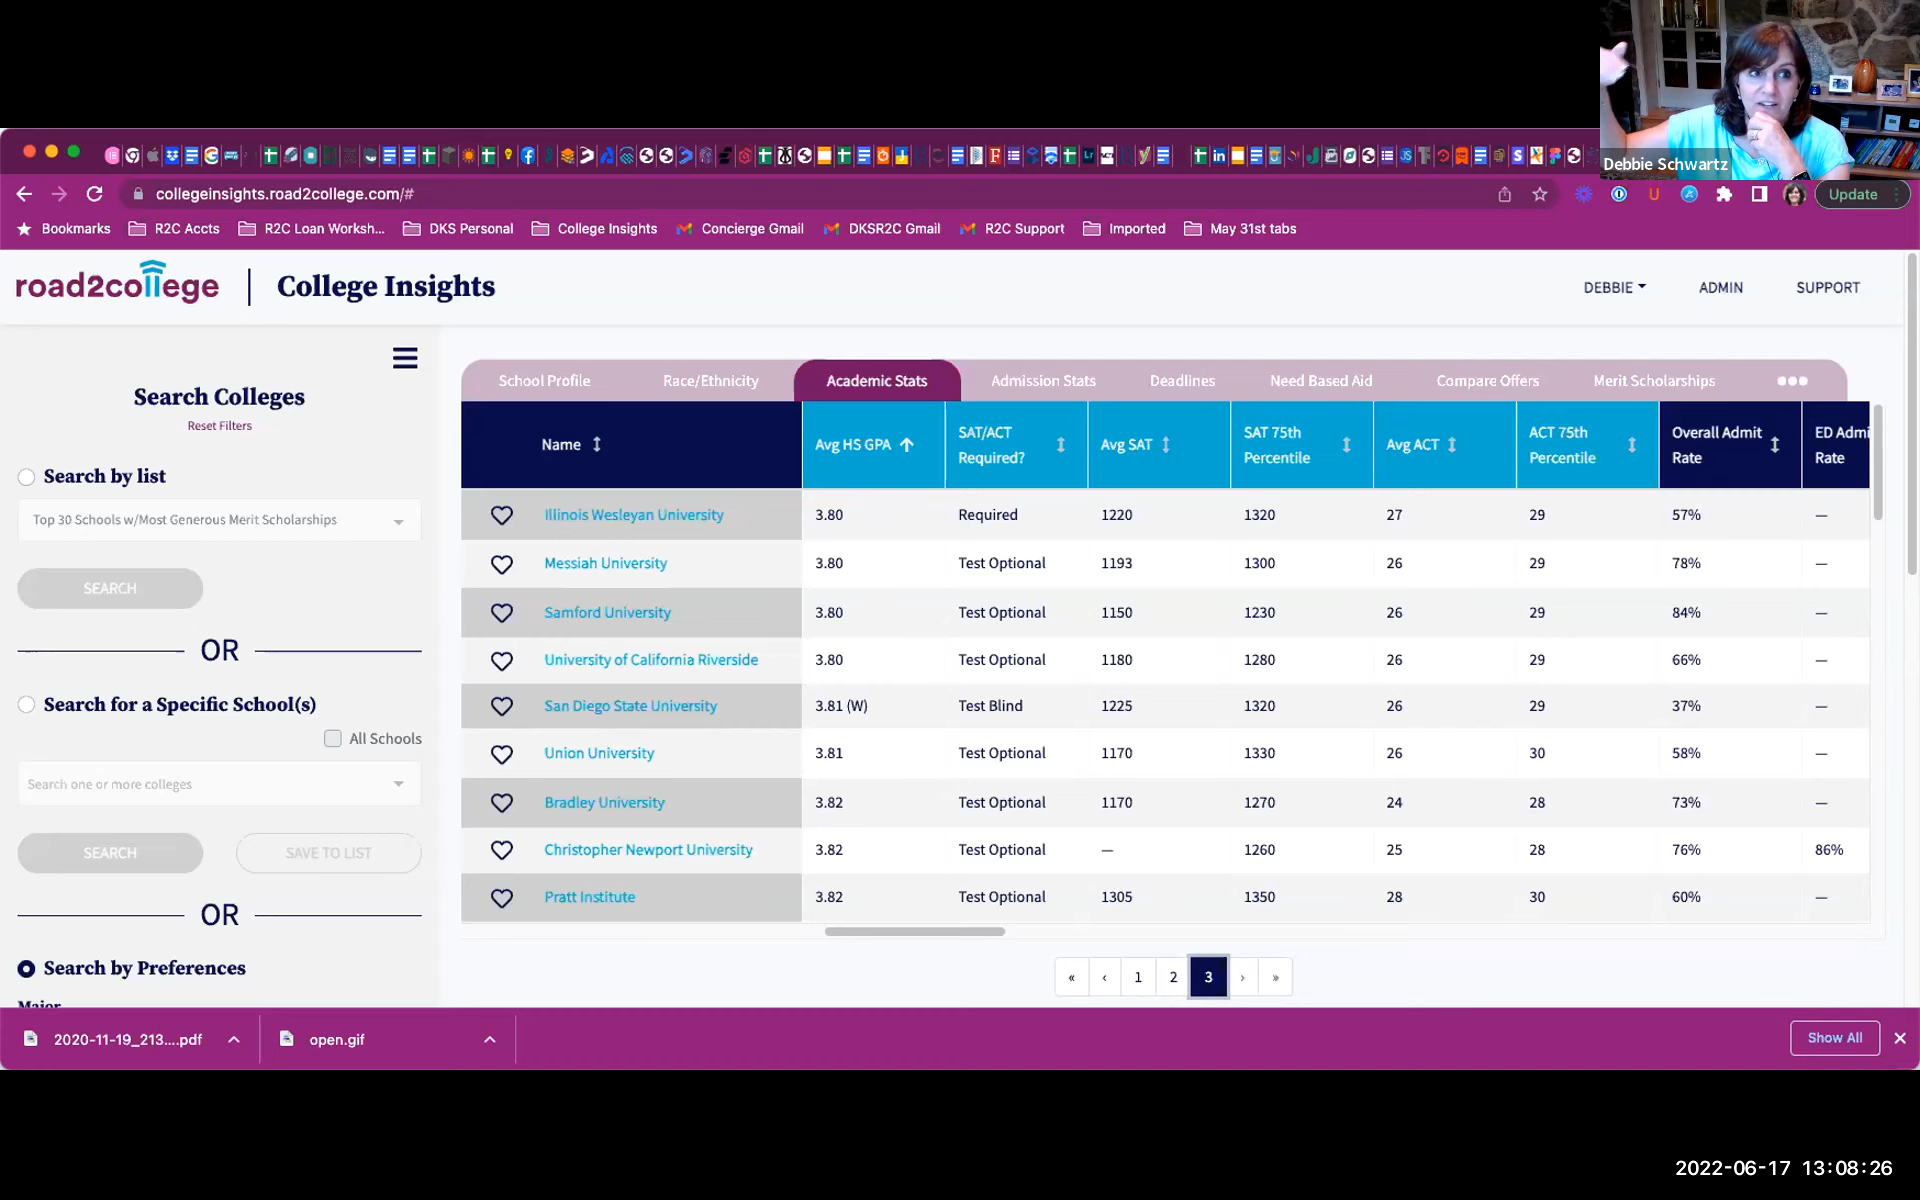 Debbie Schwartz
collegeinsights.road2college.com/#
Update
Bookmarks R2C Accts R2C Loan Worksh... DKS Personal College Insights Concierge Gmail DKSR2C Gmail R2C Support Imported May 31st tabs
road2college | College Insights
DEBBIE ADMIN SUPPORT
Search Colleges
Reset Filters
Search by list
Top 30 Schools w/Most Generous Merit Scholarships
SEARCH
OR
Search for a Specific School(s)
All Schools
Search one or more colleges
SEARCH SAVE TO LIST
OR
Search by Preferences
Major
School Profile Race/Ethnicity Academic Stats Admission Stats Deadlines Need Based Aid Compare Offers Merit Scholarships
Name Avg HS GPA SAT/ACT Required? Avg SAT SAT 75th Percentile Avg ACT ACT 75th Percentile Overall Admit Rate ED Admi Rate
Illinois Wesleyan University 3.80 Required 1220 1320 27 29 57% —
Messiah University 3.80 Test Optional 1193 1300 26 29 78% —
Samford University 3.80 Test Optional 1150 1230 26 29 84% —
University of California Riverside 3.80 Test Optional 1180 1280 26 29 66% —
San Diego State University 3.81 (W) Test Blind 1225 1320 26 29 37% —
Union University 3.81 Test Optional 1170 1330 26 30 58% —
Bradley University 3.82 Test Optional 1170 1270 24 28 73% —
Christopher Newport University 3.82 Test Optional — 1260 25 28 76% 86%
Pratt Institute 3.82 Test Optional 1305 1350 28 30 60% —
« ‹ 1 2 3 › »
2020-11-19_213....pdf open.gif Show All
2022-06-17 13:08:26